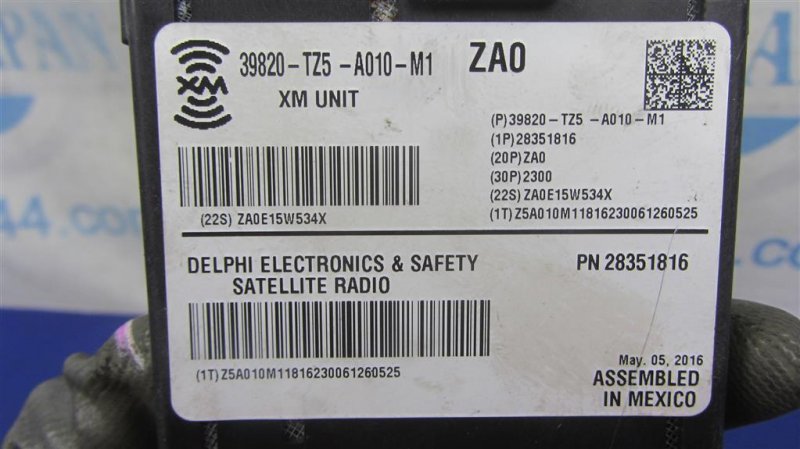 XM
39820-TZ5 -A010-M1
ZA0
XM UNIT
(P)39820-TZ5 -A010-M1
(1P)28351816
(20P)ZA0
(30P)2300
(22S)ZA0E15W534X
(1T)Z5A010M11816230061260525
(22S) ZA0E15W534X
DELPHI ELECTRONICS & SAFETY
SATELLITE RADIO
PN 28351816
(1T)Z5A010M11816230061260525
May. 05, 2016
ASSEMBLED
IN MEXICO